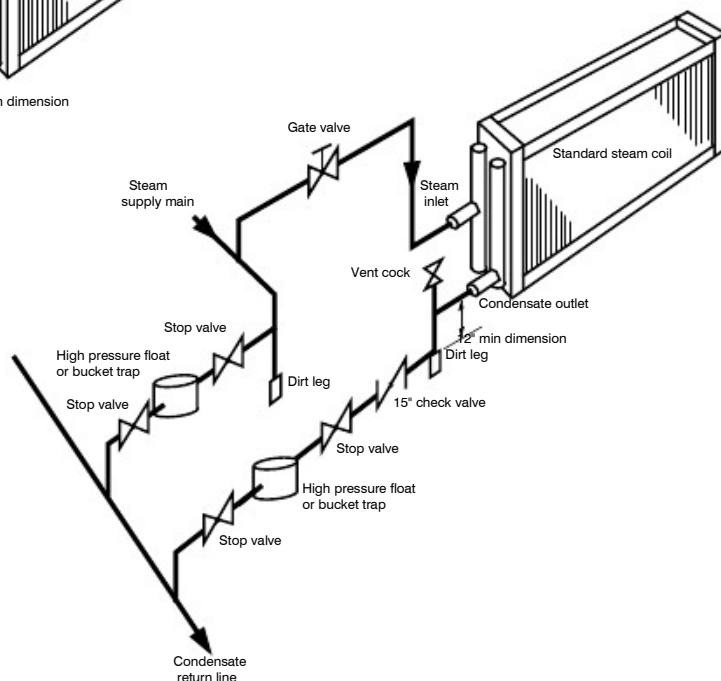 n dimension
Gate valve
Standard steam coil
Steam
supply main
Steam
inlet
Vent cock
Condensate outlet
Stop valve
12" min dimension
High pressure float
or bucket trap
Dirt leg
Dirt leg
Stop valve
15" check valve
Stop valve
High pressure float
or bucket trap
Stop valve
Condensate
return line